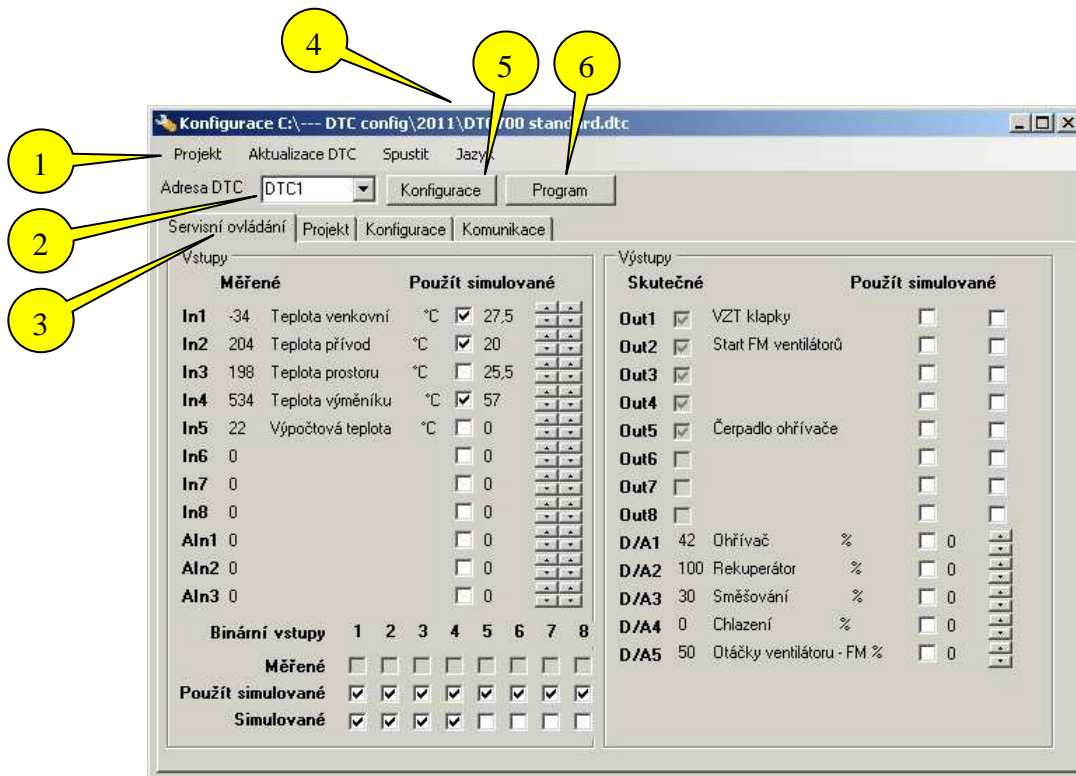 4
5
6
1
2
3
Konfigurace C:\--- DTC config\2011\DTC700 standard.dtc
Projekt Aktualizace DTC Spustit Jazyk
Adresa DTC DTC1 Konfigurace Program
Servisní ovládání Projekt Konfigurace Komunikace
Vstupy
Měřené Použít simulované
In1 -34 Teplota venkovní °C 27,5
In2 204 Teplota přívod °C 20
In3 198 Teplota prostoru °C 25,5
In4 534 Teplota výměníku °C 57
In5 22 Výpočtová teplota °C 0
In6 0 0
In7 0 0
In8 0 0
AIn1 0 0
AIn2 0 0
AIn3 0 0
Binární vstupy 1 2 3 4 5 6 7 8
Měřené
Použít simulované
Simulované
Výstupy
Skutečné Použít simulované
Out1 VZT klapky
Out2 Start FM ventilátorů
Out3
Out4
Out5 Čerpadlo ohřívače
Out6
Out7
Out8
D/A1 42 Ohřívač % 0
D/A2 100 Rekuperátor % 0
D/A3 30 Směšování % 0
D/A4 0 Chlazení % 0
D/A5 50 Otáčky ventilátoru - FM % 0